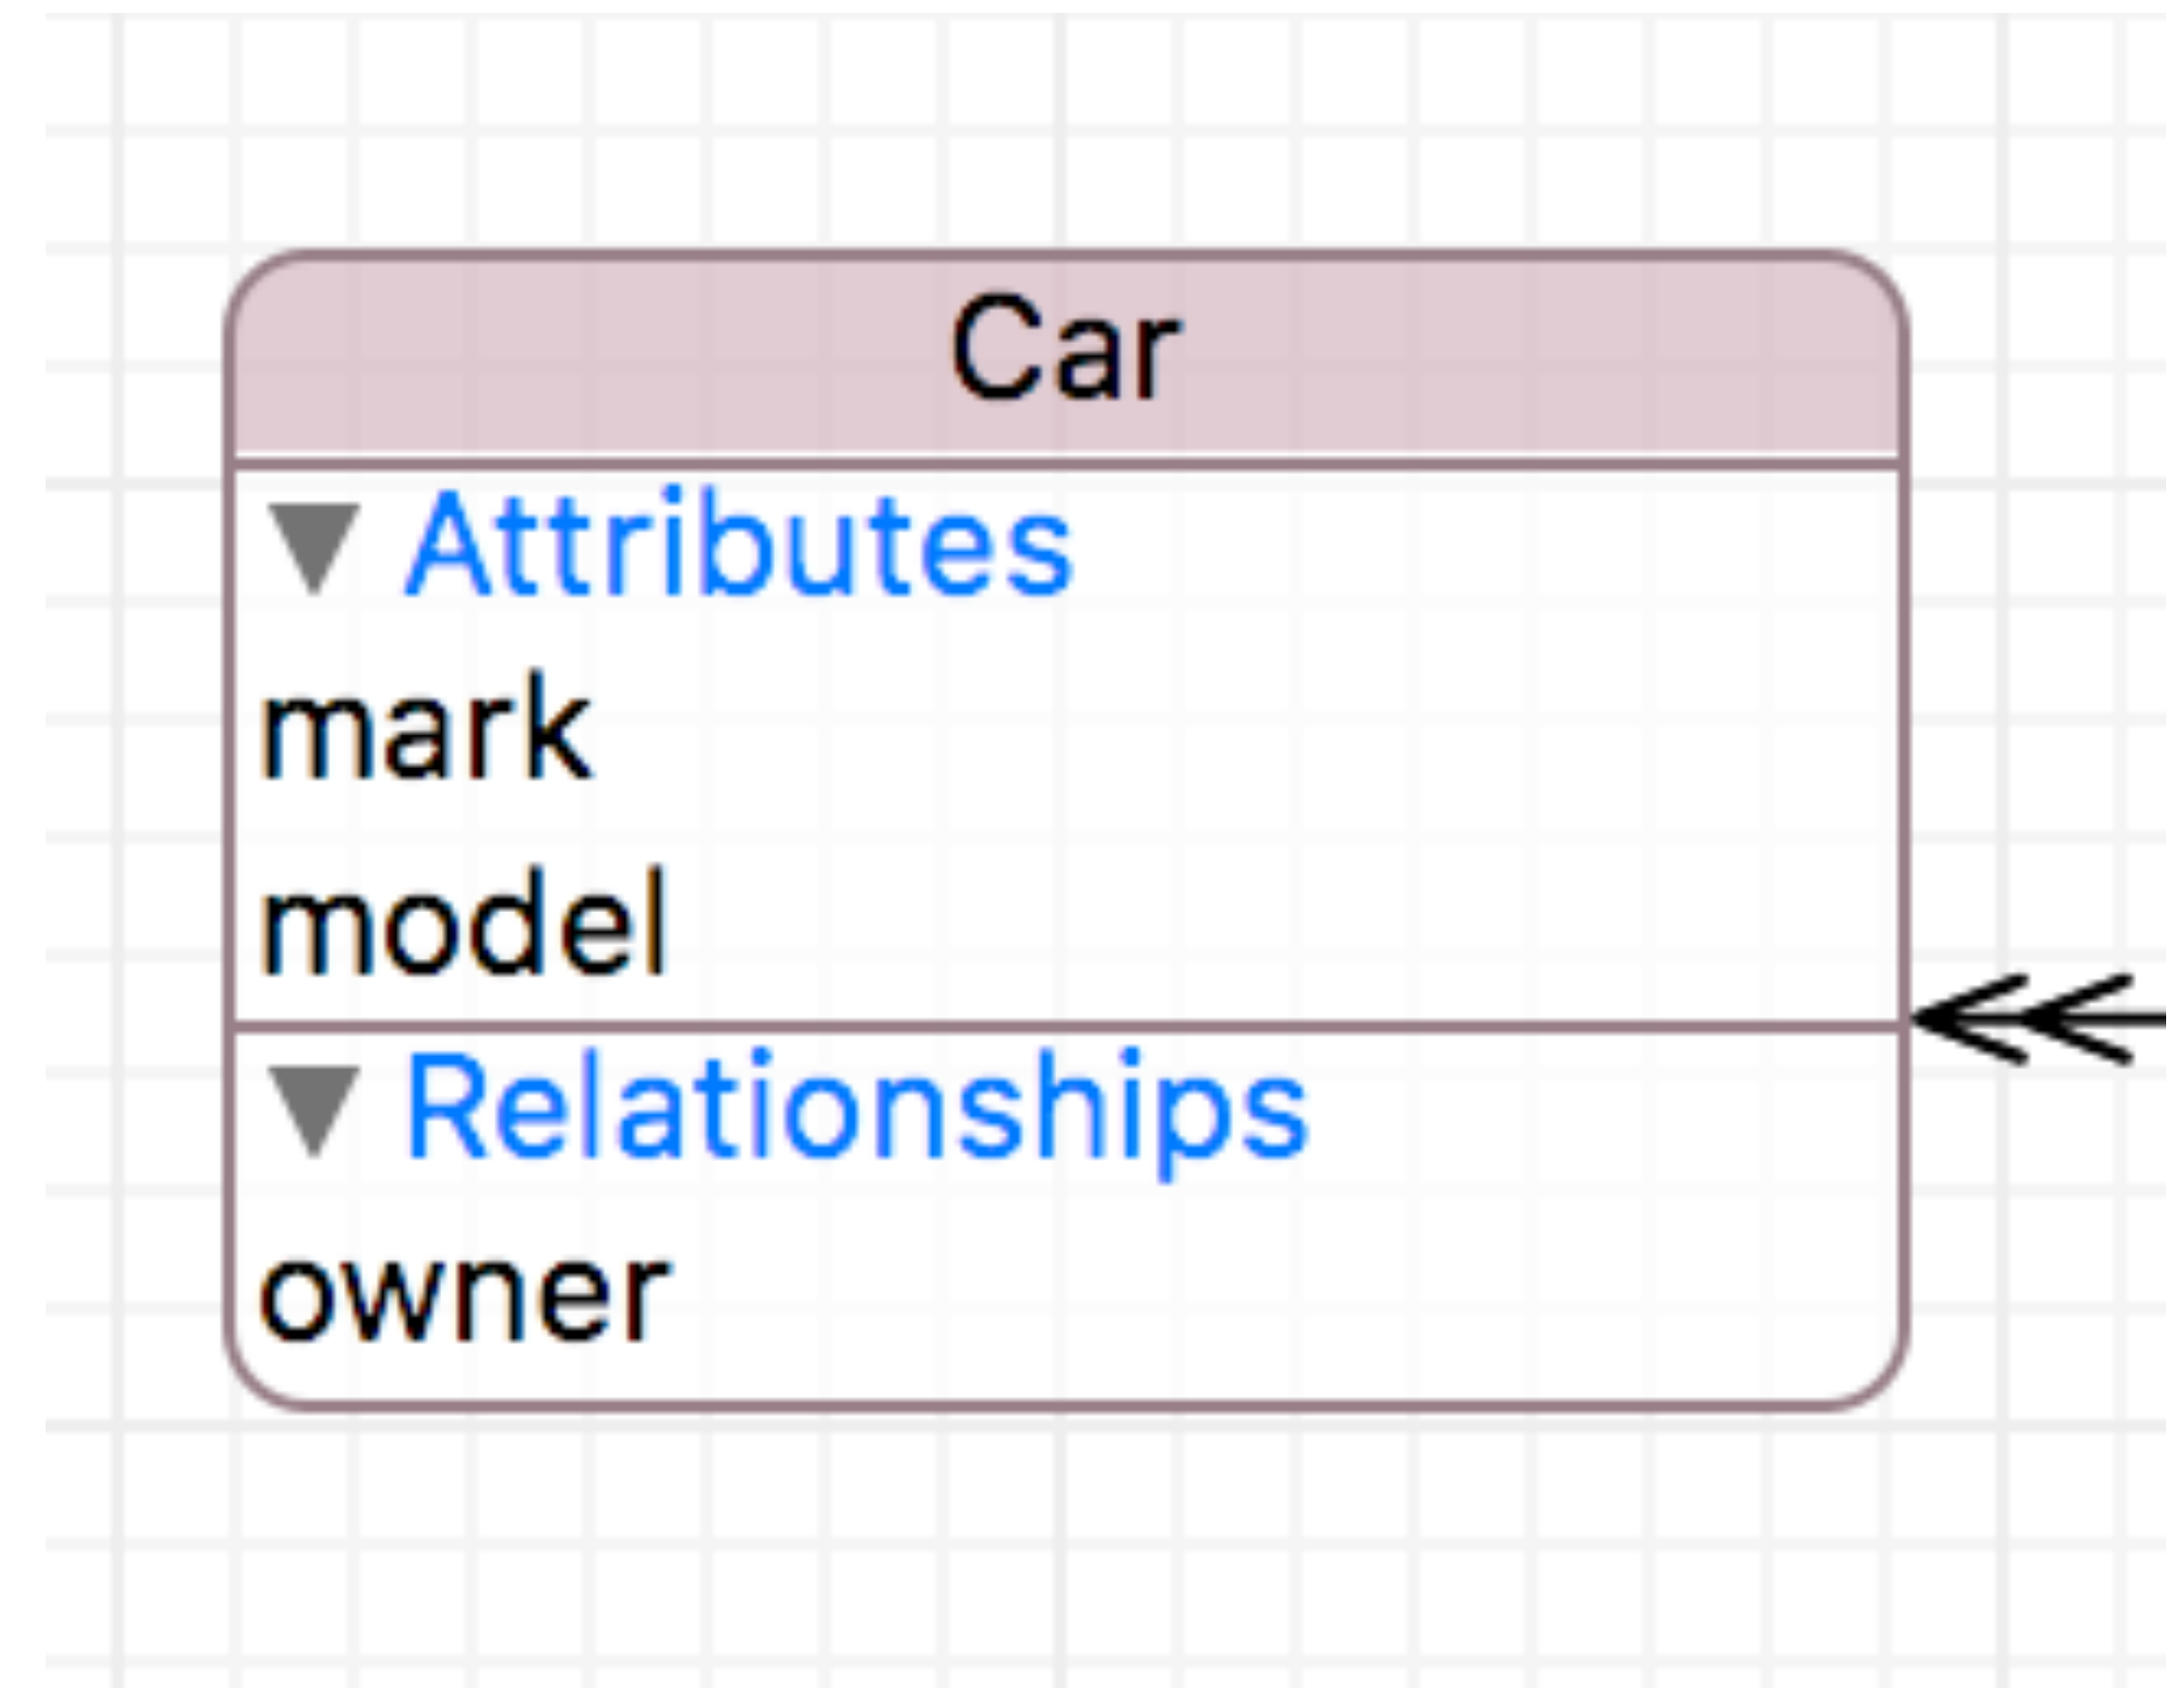 Car
Attributes
mark
model
Relationships
owner